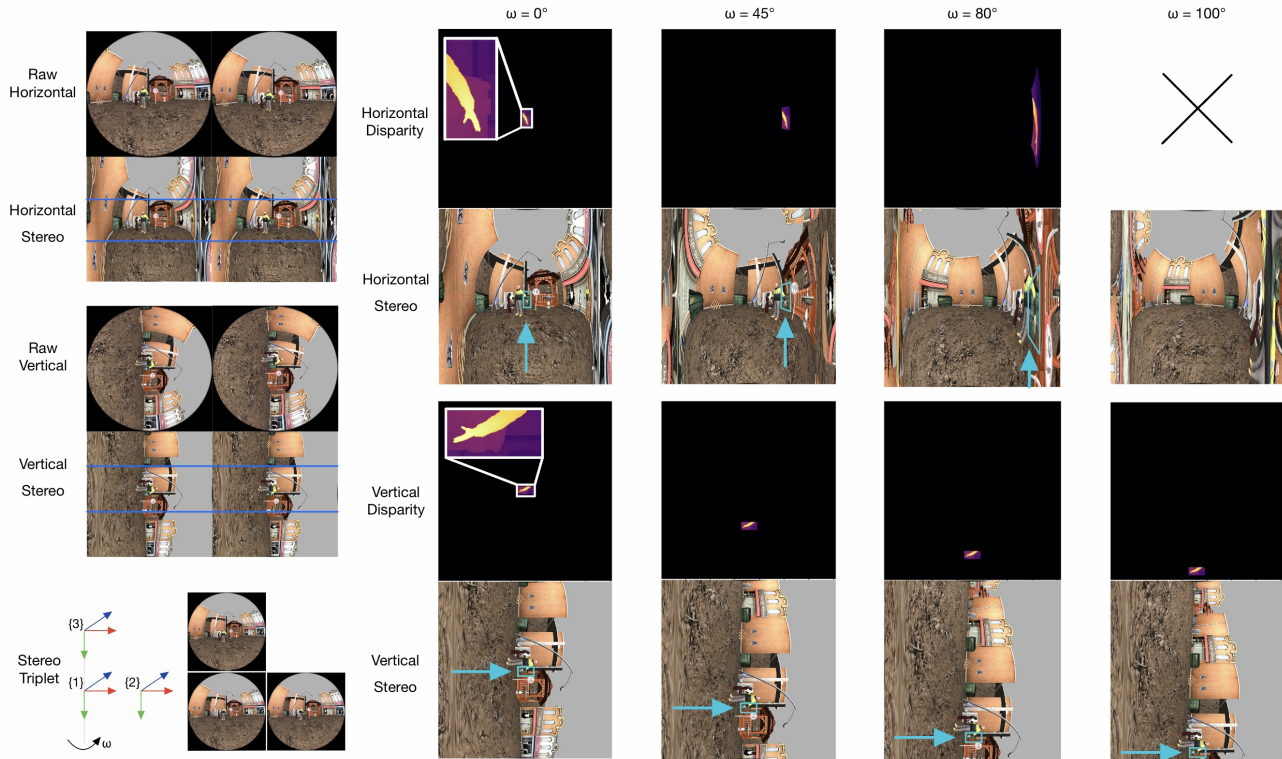 ω = 0°
ω = 45°
ω = 80°
ω = 100°
Raw
Horizontal
Horizontal
Stereo
Raw
Vertical
Vertical
Stereo
Stereo
Triplet
{3}
{1}
{2}
ω
Horizontal
Disparity
Horizontal
Stereo
Vertical
Disparity
Vertical
Stereo